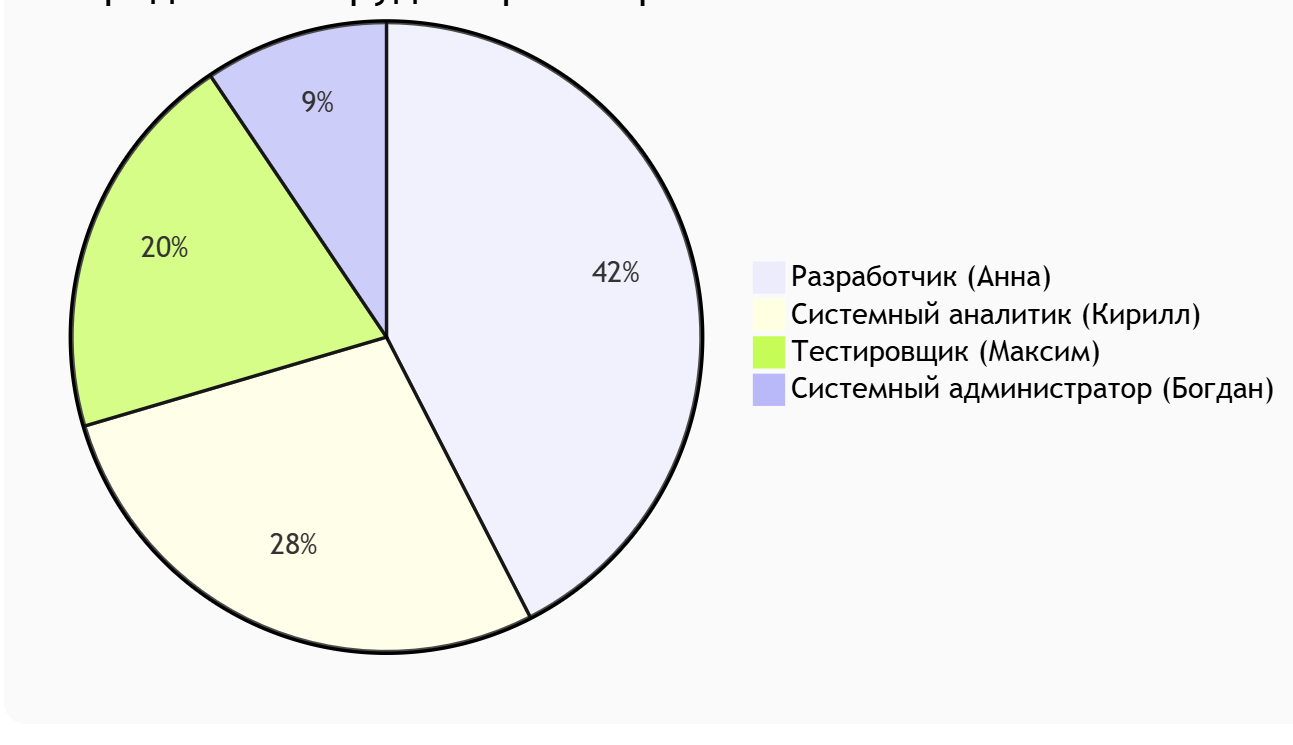 9%
20%
42%
28%
Разработчик (Анна)
Системный аналитик (Кирилл)
Тестировщик (Максим)
Системный администратор (Богдан)